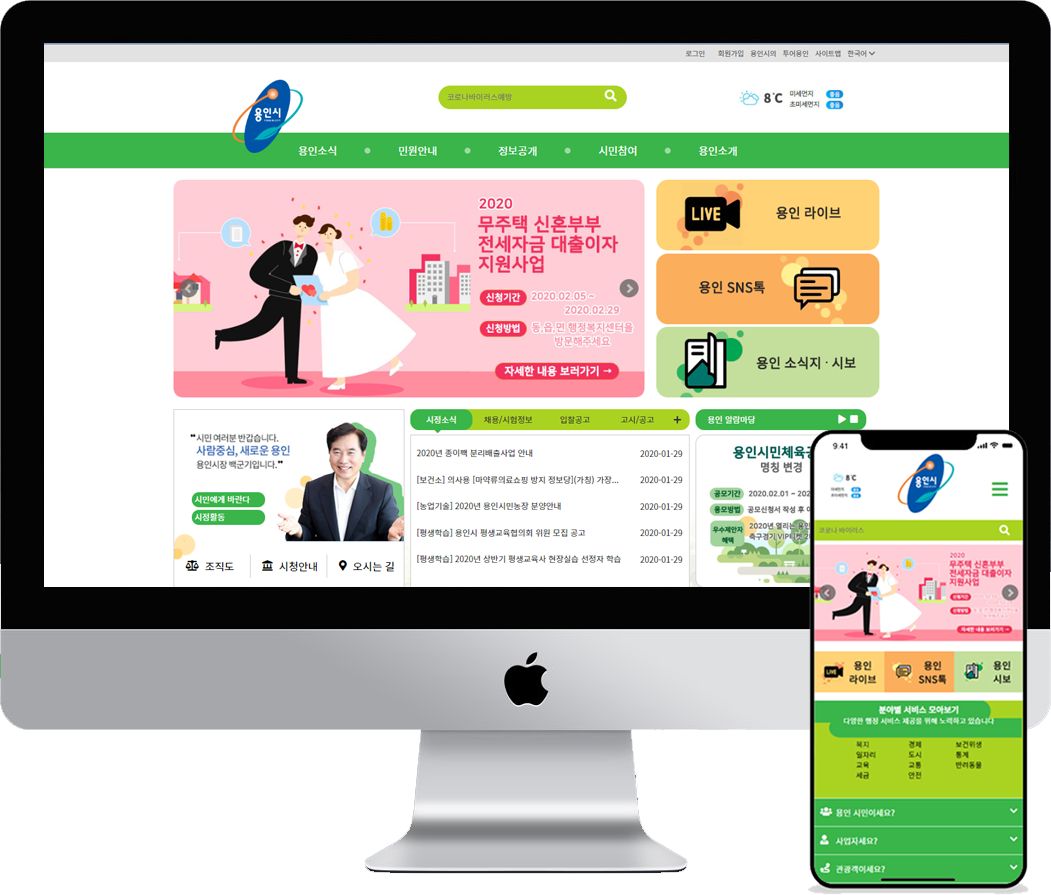 로그인 회원가입 용인시의 투어용인 사이트맵 한국어
용인시
코로나바이러스예방
8℃
미세먼지 좋음
초미세먼지 좋음
용인소식 민원안내 정보공개 시민참여 용인소개
2020
무주택 신혼부부
전세자금 대출이자
지원사업
신청기간 2020.02.05 ~
2020.02.29
신청방법 동,읍,면 행정복지센터을
방문해주세요
자세한 내용 보러가기 →
LIVE 용인 라이브
용인 SNS톡
용인 소식지 · 시보
❝시민 여러분 반갑습니다.
사람중심, 새로운 용인
용인시장 백군기입니다.❞
시민에게 바란다
시정활동
조직도 시청안내 오시는 길
시정소식 채용/시험정보 입찰공고 고시/공고 +
2020년 종이팩 분리배출사업 안내 2020-01-29
[보건소] 의사용 [마약류의료쇼핑 방지 정보당](가칭) 가장... 2020-01-29
[농업기술] 2020년 용인시민농장 분양안내 2020-01-29
[평생학습] 용인시 평생교육협의회 위원 모집 공고 2020-01-29
[평생학습] 2020년 상반기 평생교육사 현장실습 선정자 학습 2020-01-29
용인 알람마당
용인시민체육공
명칭 변경
공모기간 2020.02.01 ~ 202
응모방법 공모신청서 작성 후 이
우수제안자
혜택
2020년 열리는 용인
축구경기 VIP티켓 2
9:41
8℃
용인시
코로나 바이러스
2020
무주택 신혼부부
전세자금 대출이자
지원사업
신청기간
신청방법
자세한 내용 보러가기 →
LIVE
용인
라이브
용인
SNS톡
용인
시보
분야별 서비스 모아보기
다양한 행정 서비스 제공을 위해 노력하고 있습니다
복지 경제 보건위생
일자리 도시 통계
교육 교통 반려동물
세금 안전
용인 시민이세요?
사업자세요?
관광객이세요?